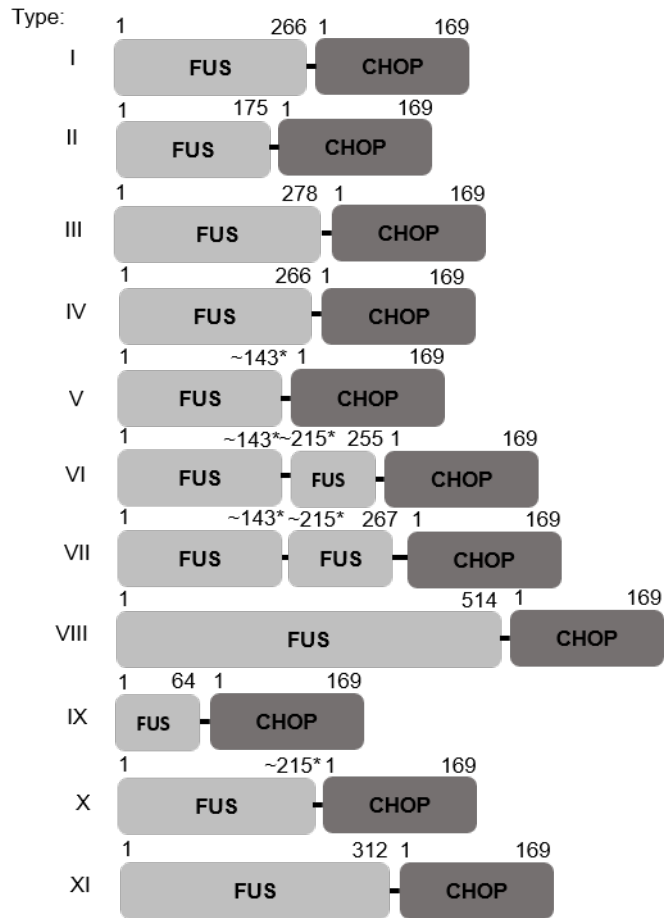 Type:
1 266 1 169
I FUS CHOP
1 175 1 169
II FUS CHOP
1 278 1 169
III FUS CHOP
1 266 1 169
IV FUS CHOP
1 ~143* 1 169
V FUS CHOP
1 ~143* ~215* 255 1 169
VI FUS FUS CHOP
1 ~143* ~215* 267 1 169
VII FUS FUS CHOP
1 514 1 169
VIII FUS CHOP
1 64 1 169
IX FUS CHOP
1 ~215* 1 169
X FUS CHOP
1 312 1 169
XI FUS CHOP